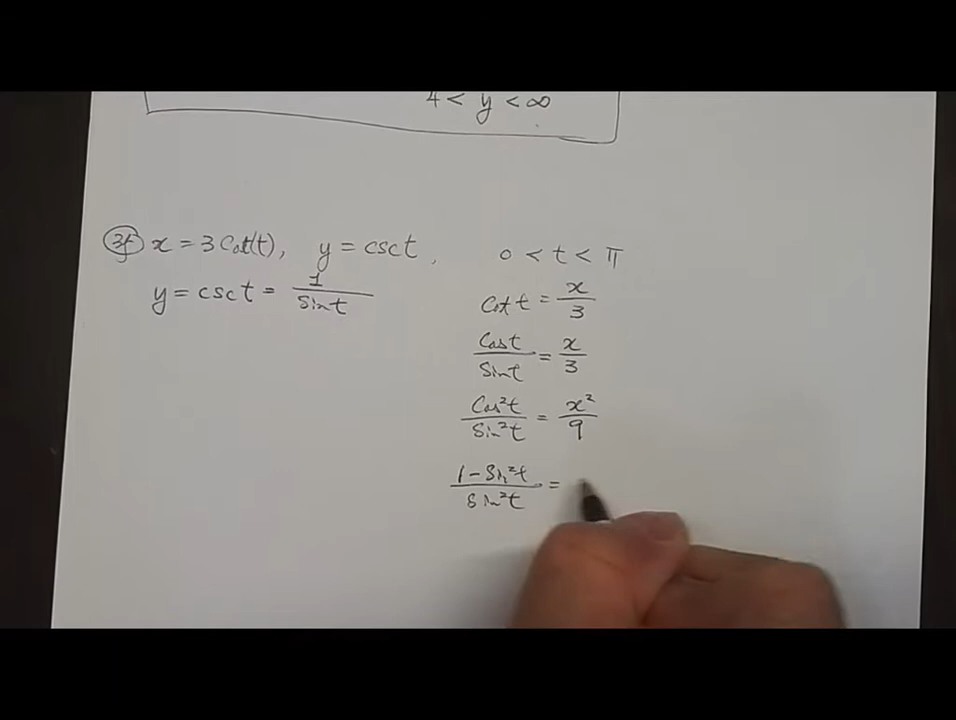 4 < y < ∞
3f x = 3 Cot(t), y = csc t, 0 < t < π
y = csc t = 1/Sin t
Cot t = x/3
Cos t/Sin t = x/3
Cos²t/Sin²t = x²/9
1 - Sin²t/Sin²t =